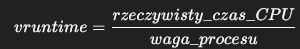 vruntime = rzeczywisty_czas_CPU
waga_procesu